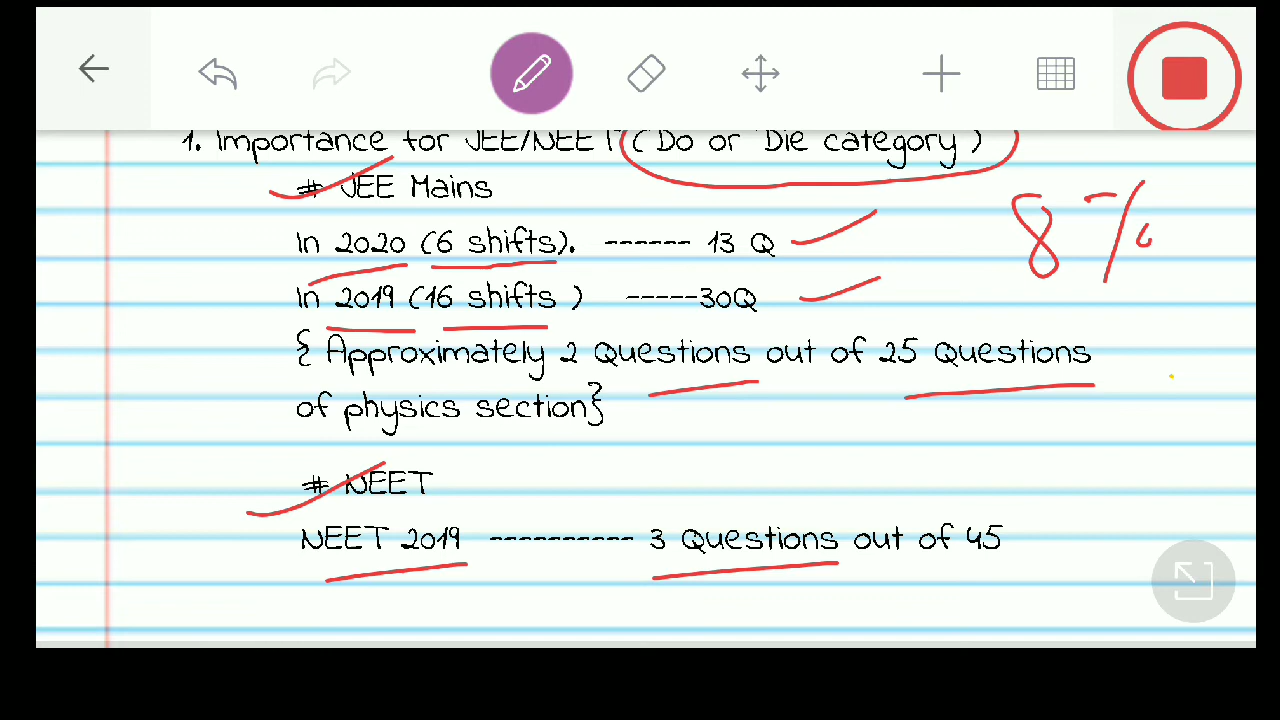 1. Importance for JEE/NEET ( Do or Die category )
# JEE Mains
In 2020 (6 shifts). ------ 13 Q
8%
In 2019 (16 shifts ) -----30Q
{ Approximately 2 Questions out of 25 Questions
of physics section}
# NEET
NEET 2019 ---------- 3 Questions out of 45